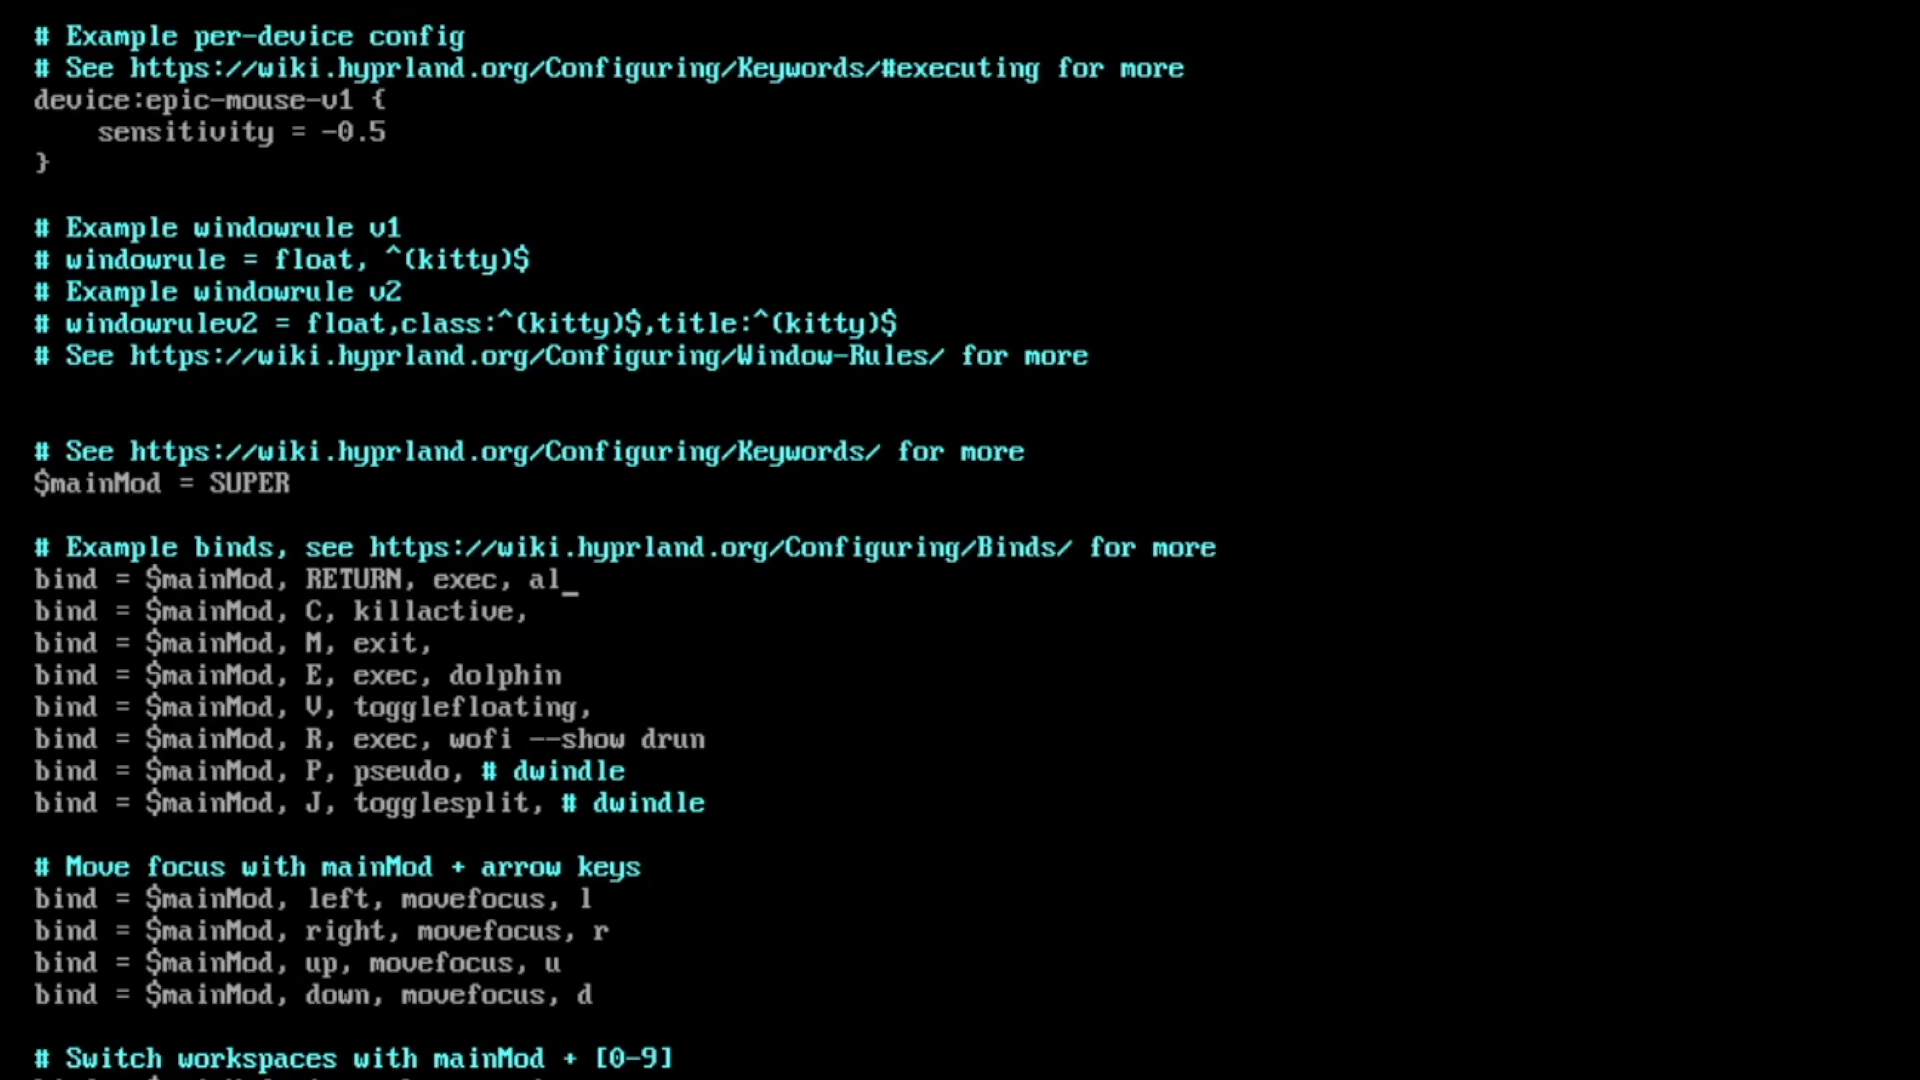 # Example per-device config
# See https://wiki.hyprland.org/Configuring/Keywords/#executing for more
device:epic-mouse-v1 {
    sensitivity = -0.5
}
# Example windowrule v1
# windowrule = float, ^(kitty)$
# Example windowrule v2
# windowrulev2 = float,class:^(kitty)$,title:^(kitty)$
# See https://wiki.hyprland.org/Configuring/Window-Rules/ for more
# See https://wiki.hyprland.org/Configuring/Keywords/ for more
$mainMod = SUPER
# Example binds, see https://wiki.hyprland.org/Configuring/Binds/ for more
bind = $mainMod, RETURN, exec, al_
bind = $mainMod, C, killactive,
bind = $mainMod, M, exit,
bind = $mainMod, E, exec, dolphin
bind = $mainMod, V, togglefloating,
bind = $mainMod, R, exec, wofi --show drun
bind = $mainMod, P, pseudo, # dwindle
bind = $mainMod, J, togglesplit, # dwindle
# Move focus with mainMod + arrow keys
bind = $mainMod, left, movefocus, l
bind = $mainMod, right, movefocus, r
bind = $mainMod, up, movefocus, u
bind = $mainMod, down, movefocus, d
# Switch workspaces with mainMod + [0-9]